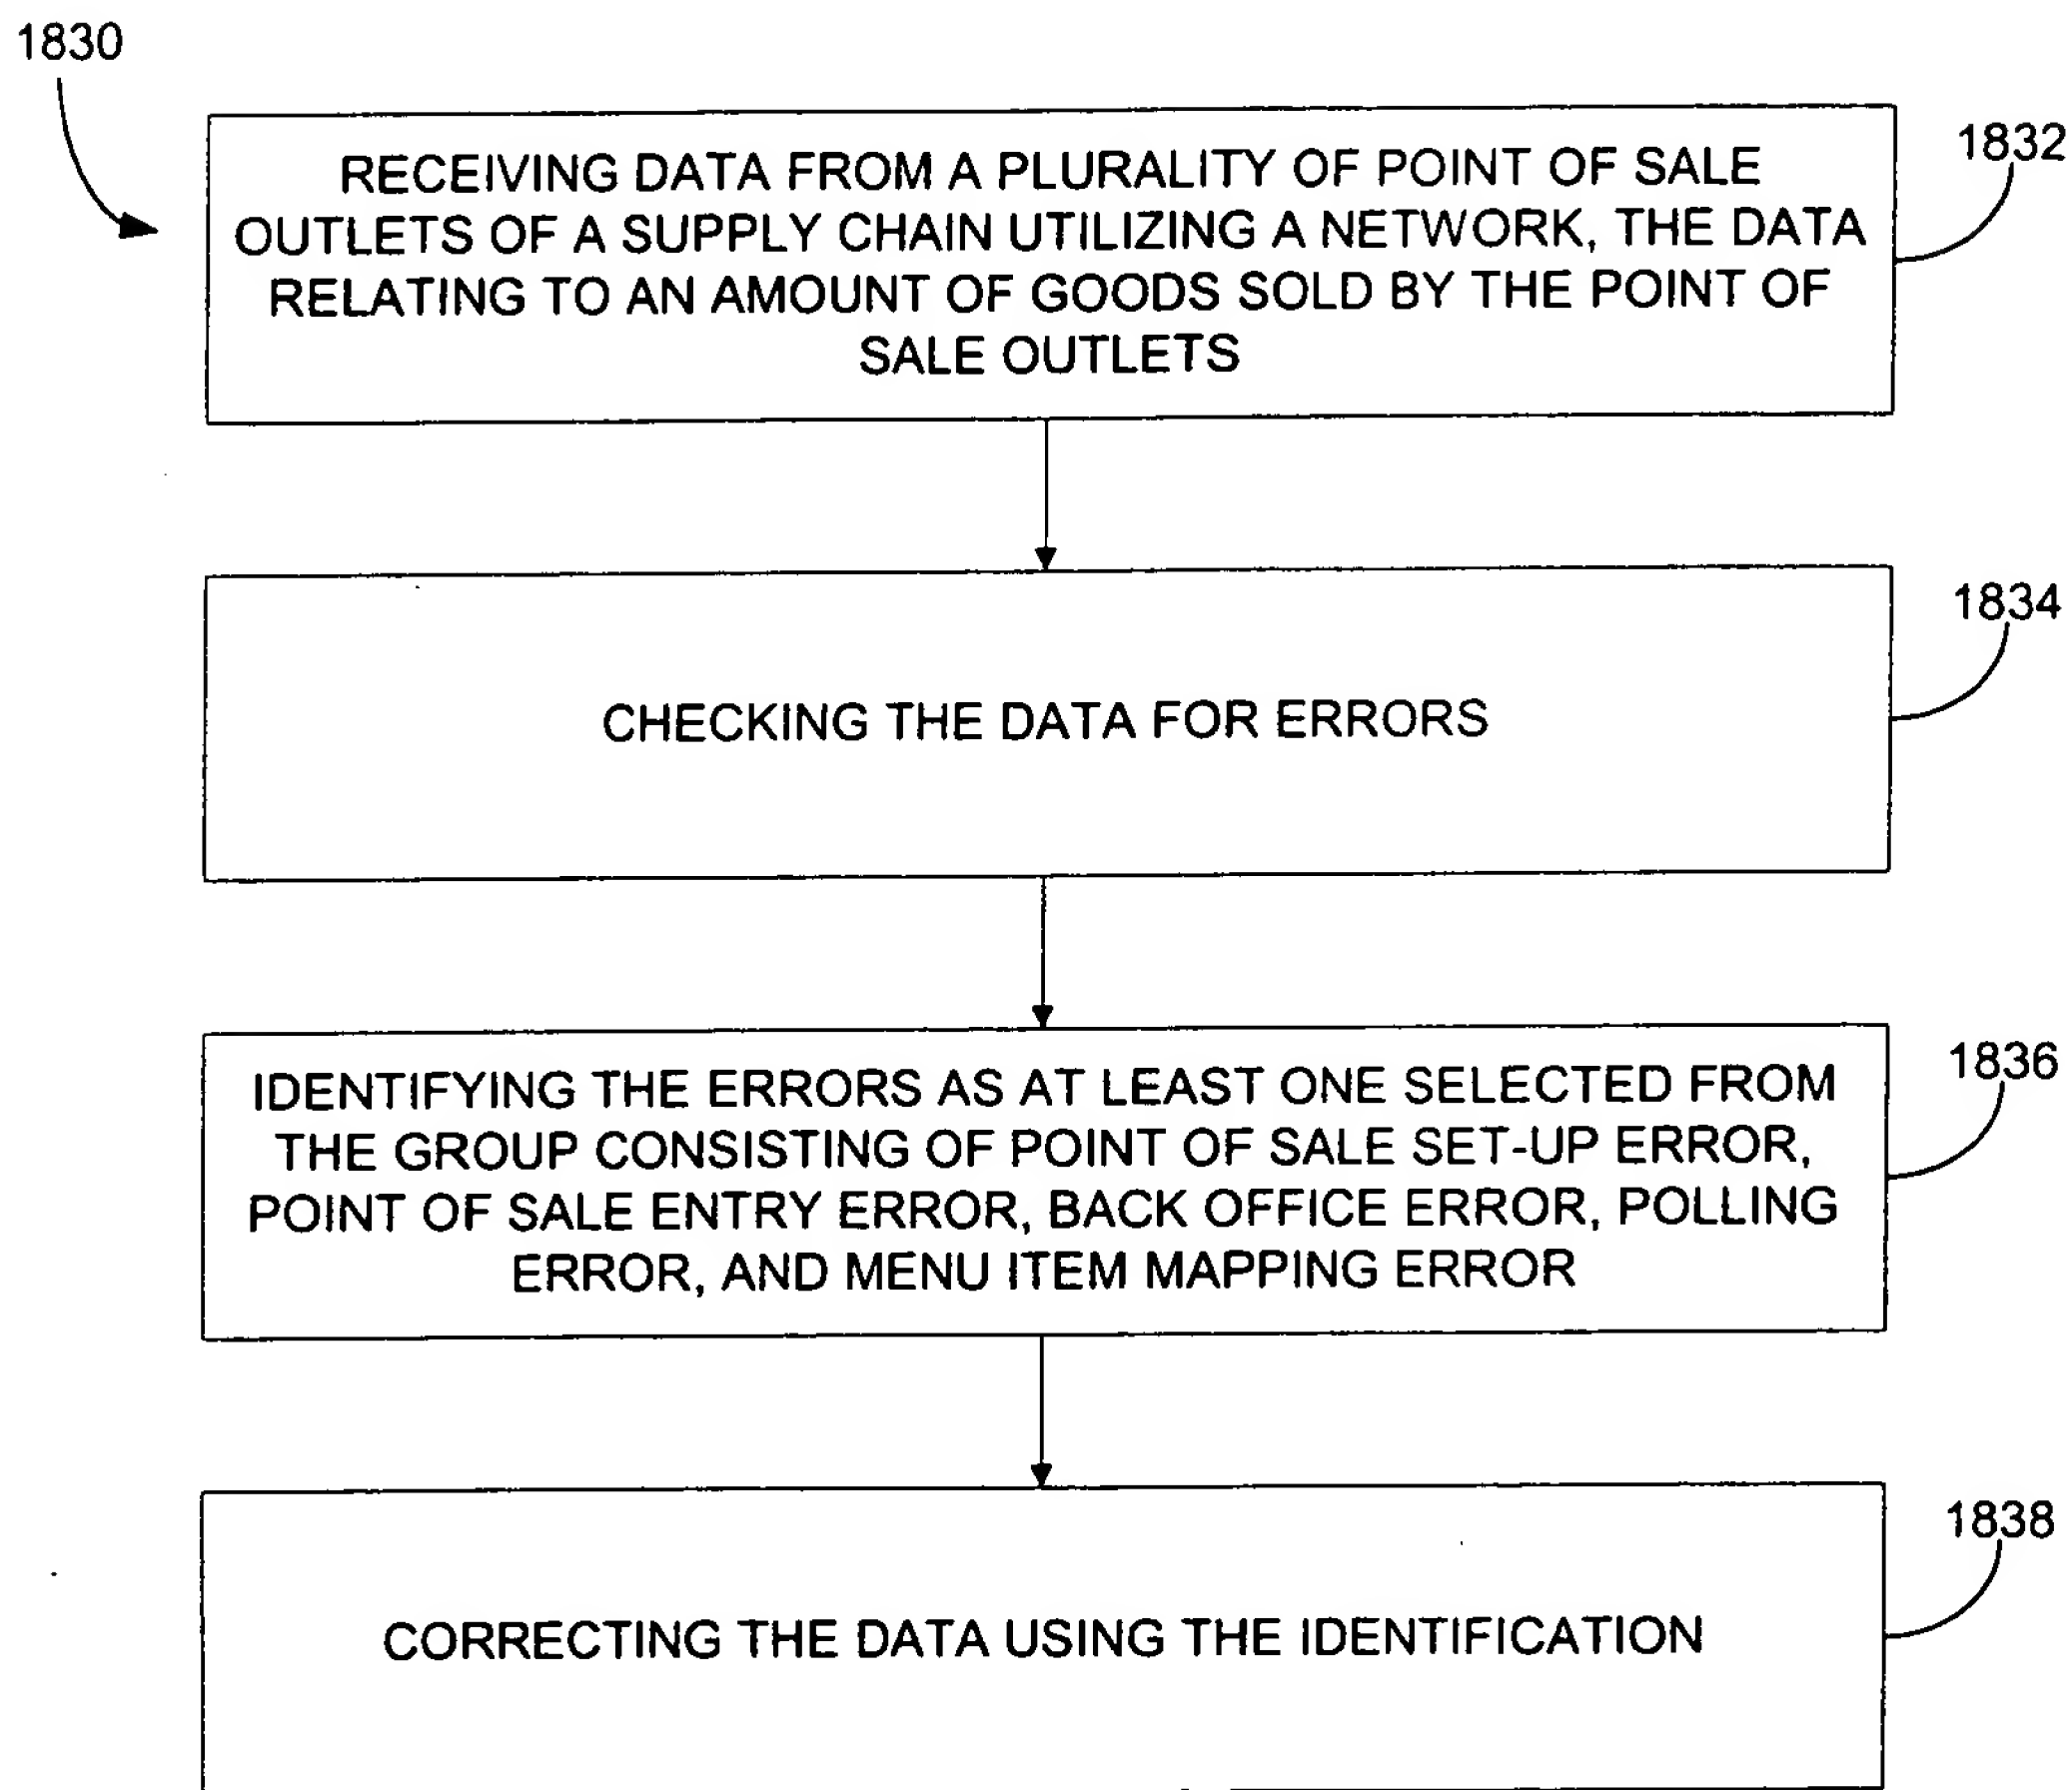 1830
RECEIVING DATA FROM A PLURALITY OF POINT OF SALE
OUTLETS OF A SUPPLY CHAIN UTILIZING A NETWORK, THE DATA
RELATING TO AN AMOUNT OF GOODS SOLD BY THE POINT OF
SALE OUTLETS
1832
CHECKING THE DATA FOR ERRORS
1834
IDENTIFYING THE ERRORS AS AT LEAST ONE SELECTED FROM
THE GROUP CONSISTING OF POINT OF SALE SET-UP ERROR,
POINT OF SALE ENTRY ERROR, BACK OFFICE ERROR, POLLING
ERROR, AND MENU ITEM MAPPING ERROR
1836
CORRECTING THE DATA USING THE IDENTIFICATION
1838